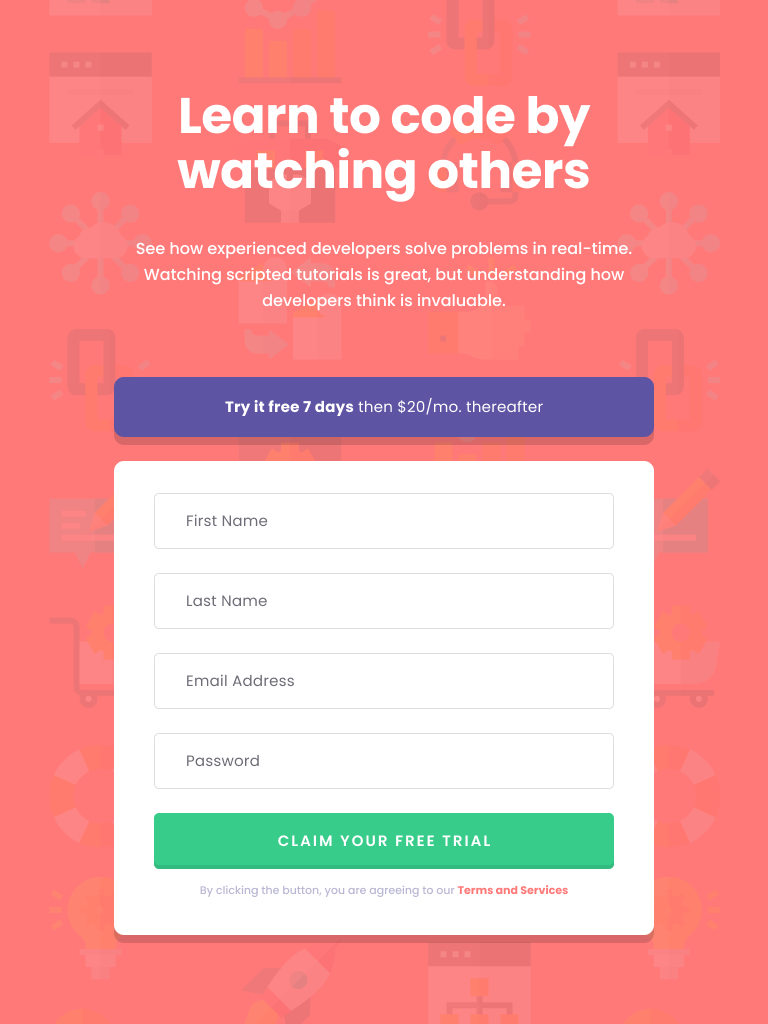 Learn to code by
watching others
See how experienced developers solve problems in real-time.
Watching scripted tutorials is great, but understanding how
developers think is invaluable.
Try it free 7 days then $20/mo. thereafter
First Name
Last Name
Email Address
Password
CLAIM YOUR FREE TRIAL
By clicking the button, you are agreeing to our Terms and Services